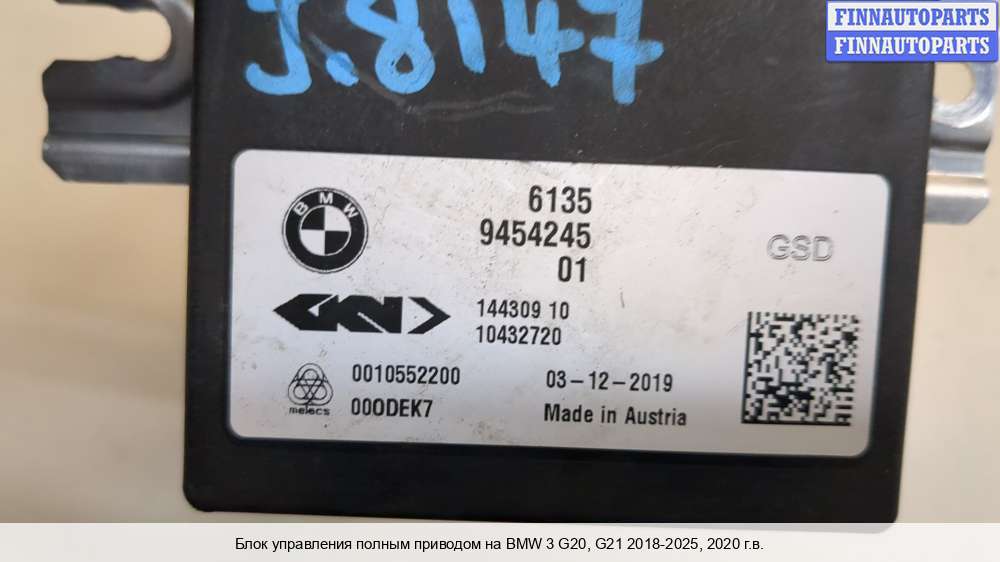 J.8147
FINNAUTOPARTS
FINNAUTOPARTS
BMW
6135
9454245
01
GSD
GKN
144309 10
10432720
melecs
0010552200
03-12-2019
000DEK7
Made in Austria
Блок управления полным приводом на BMW 3 G20, G21 2018-2025, 2020 г.в.